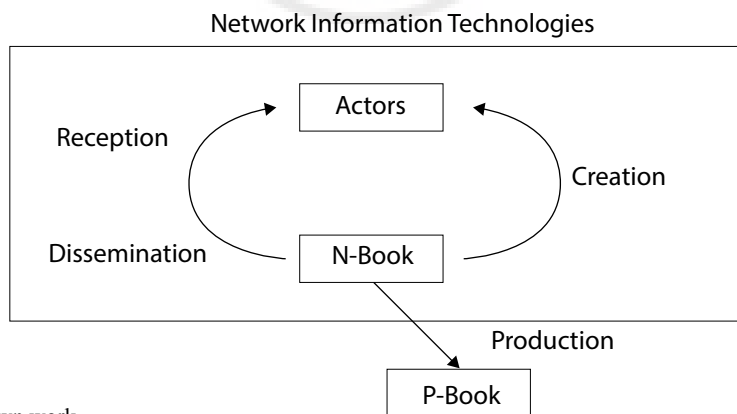 Network Information Technologies
Actors
Reception
Creation
Dissemination
N-Book
Production
P-Book